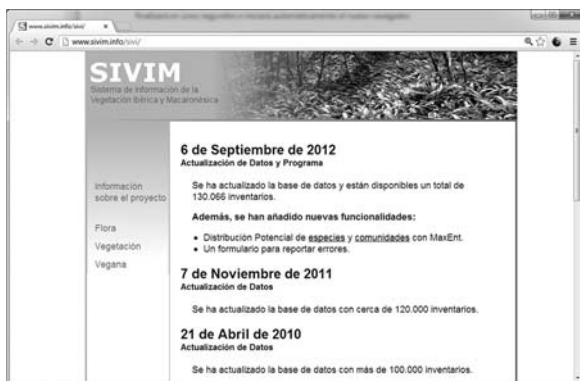 www.sivim.info/sivi/
www.sivim.info/sivi/
SIVIM
Sistema de Información de la
Vegetación Ibérica y Macaronésica
Información
sobre el proyecto
Flora
Vegetación
Vegana
6 de Septiembre de 2012
Actualización de Datos y Programa
Se ha actualizado la base de datos y están disponibles un total de
130.066 inventarios.
Además, se han añadido nuevas funcionalidades:
• Distribución Potencial de especies y comunidades con MaxEnt.
• Un formulario para reportar errores.
7 de Noviembre de 2011
Actualización de Datos
Se ha actualizado la base de datos con cerca de 120.000 inventarios.
21 de Abril de 2010
Actualización de Datos
Se ha actualizado la base de datos con más de 100.000 inventarios.